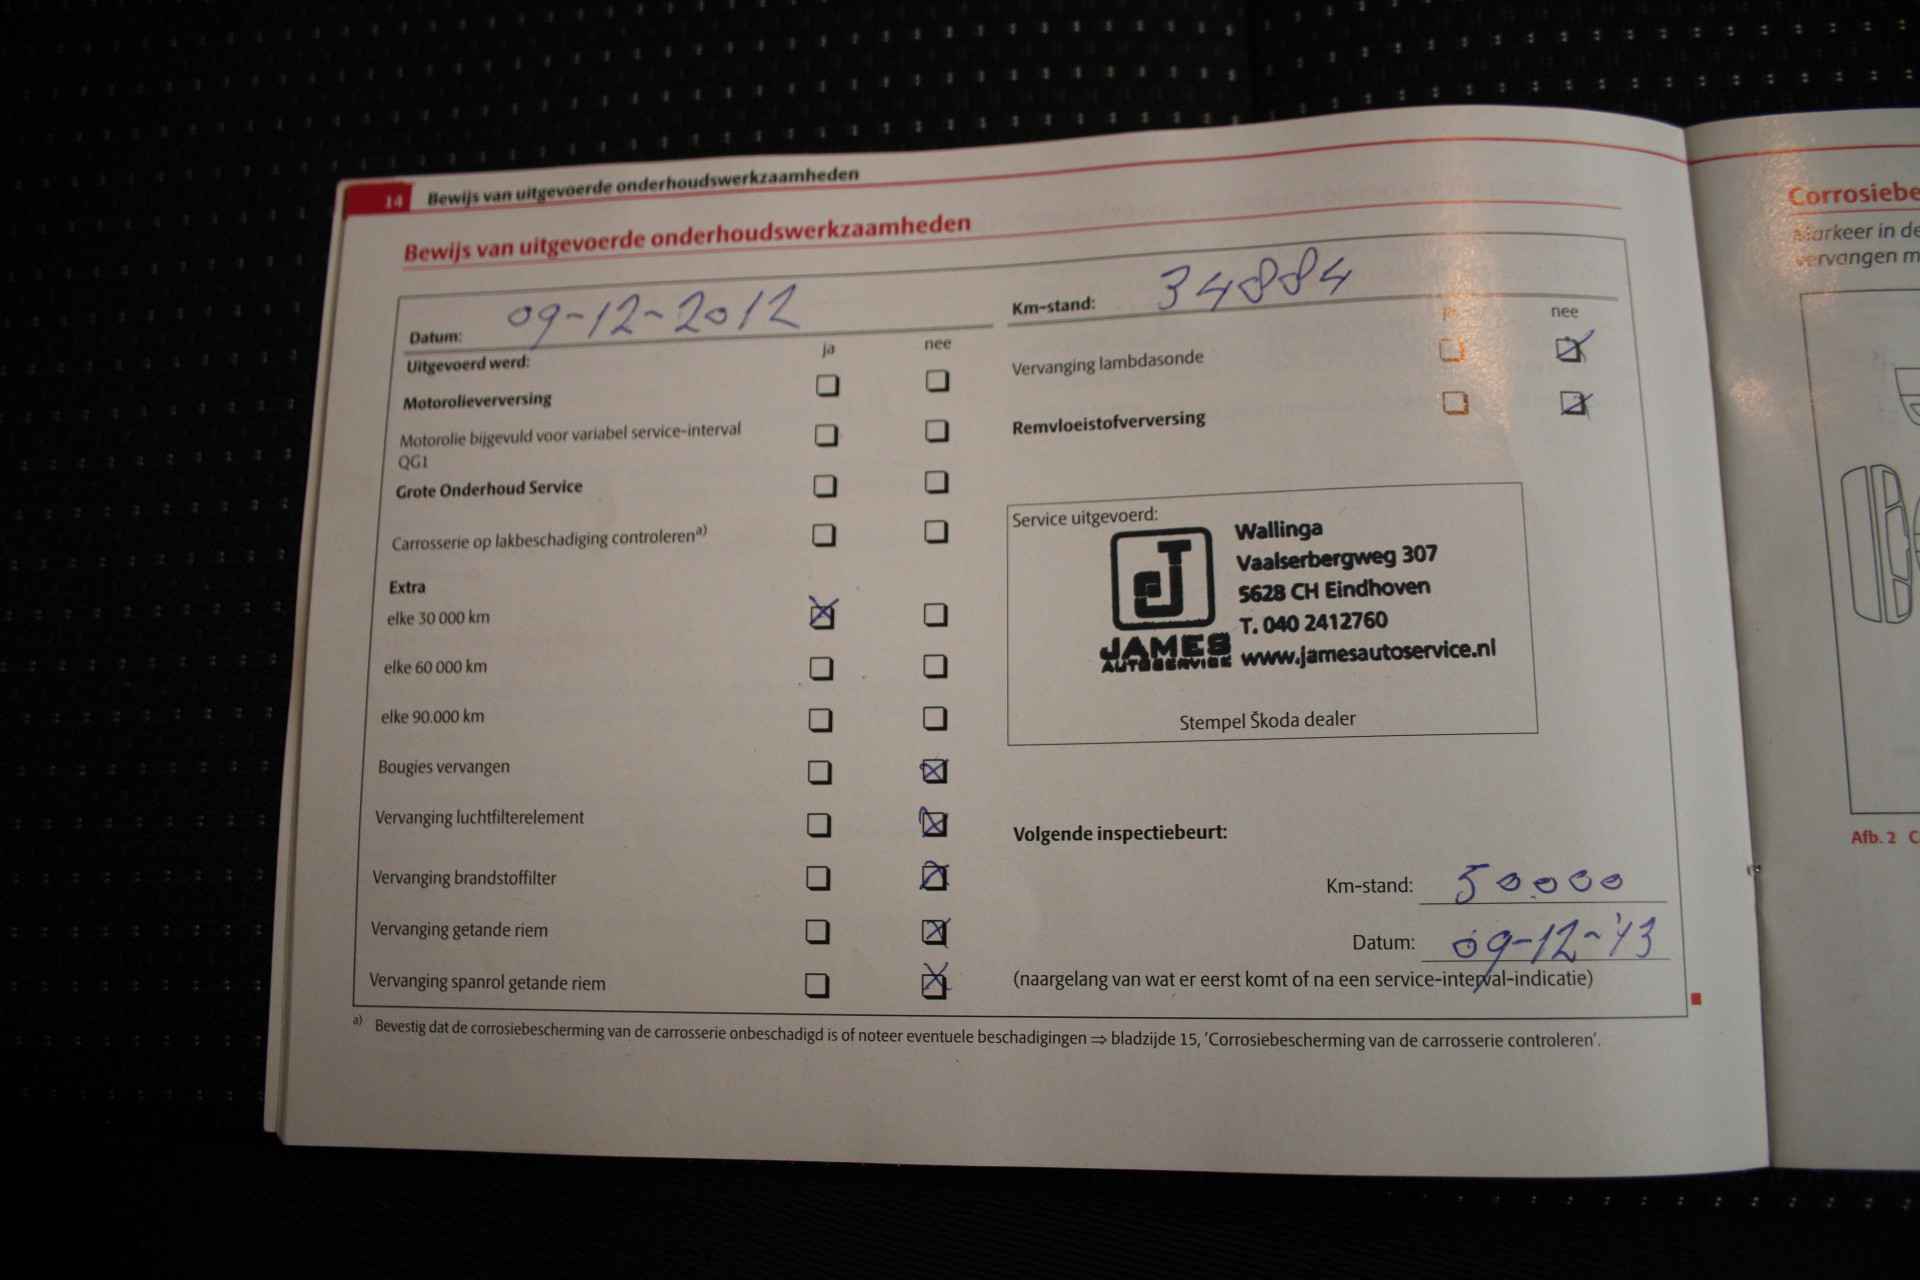 14 Bewijs van uitgevoerde onderhoudswerkzaamheden
Bewijs van uitgevoerde onderhoudswerkzaamheden
Datum: 09-12-2012
Uitgevoerd werd:
ja nee
Motorolieverversing
Motorolie bijgevuld voor variabel service-interval
QG1
Grote Onderhoud Service
Carrosserie op lakbeschadiging controleren a)
Extra
elke 30 000 km
elke 60 000 km
elke 90.000 km
Bougies vervangen
Vervanging luchtfilterelement
Vervanging brandstoffilter
Vervanging getande riem
Vervanging spanrol getande riem
Km-stand: 34884
ja nee
Vervanging lambdasonde
Remvloeistofverversing
Service uitgevoerd:
JAMES
AUTOSERVICE
Wallinga
Vaalserbergweg 307
5628 CH Eindhoven
T. 040 2412760
www.jamesautoservice.nl
Stempel Škoda dealer
Volgende inspectiebeurt:
Km-stand: 50.000
Datum: 09-12-'13
(naargelang van wat er eerst komt of na een service-interval-indicatie)
a) Bevestig dat de corrosiebescherming van de carrosserie onbeschadigd is of noteer eventuele beschadigingen ⇒ bladzijde 15, 'Corrosiebescherming van de carrosserie controleren'.
Corrosiebe
Markeer in de
vervangen m
Afb. 2 C